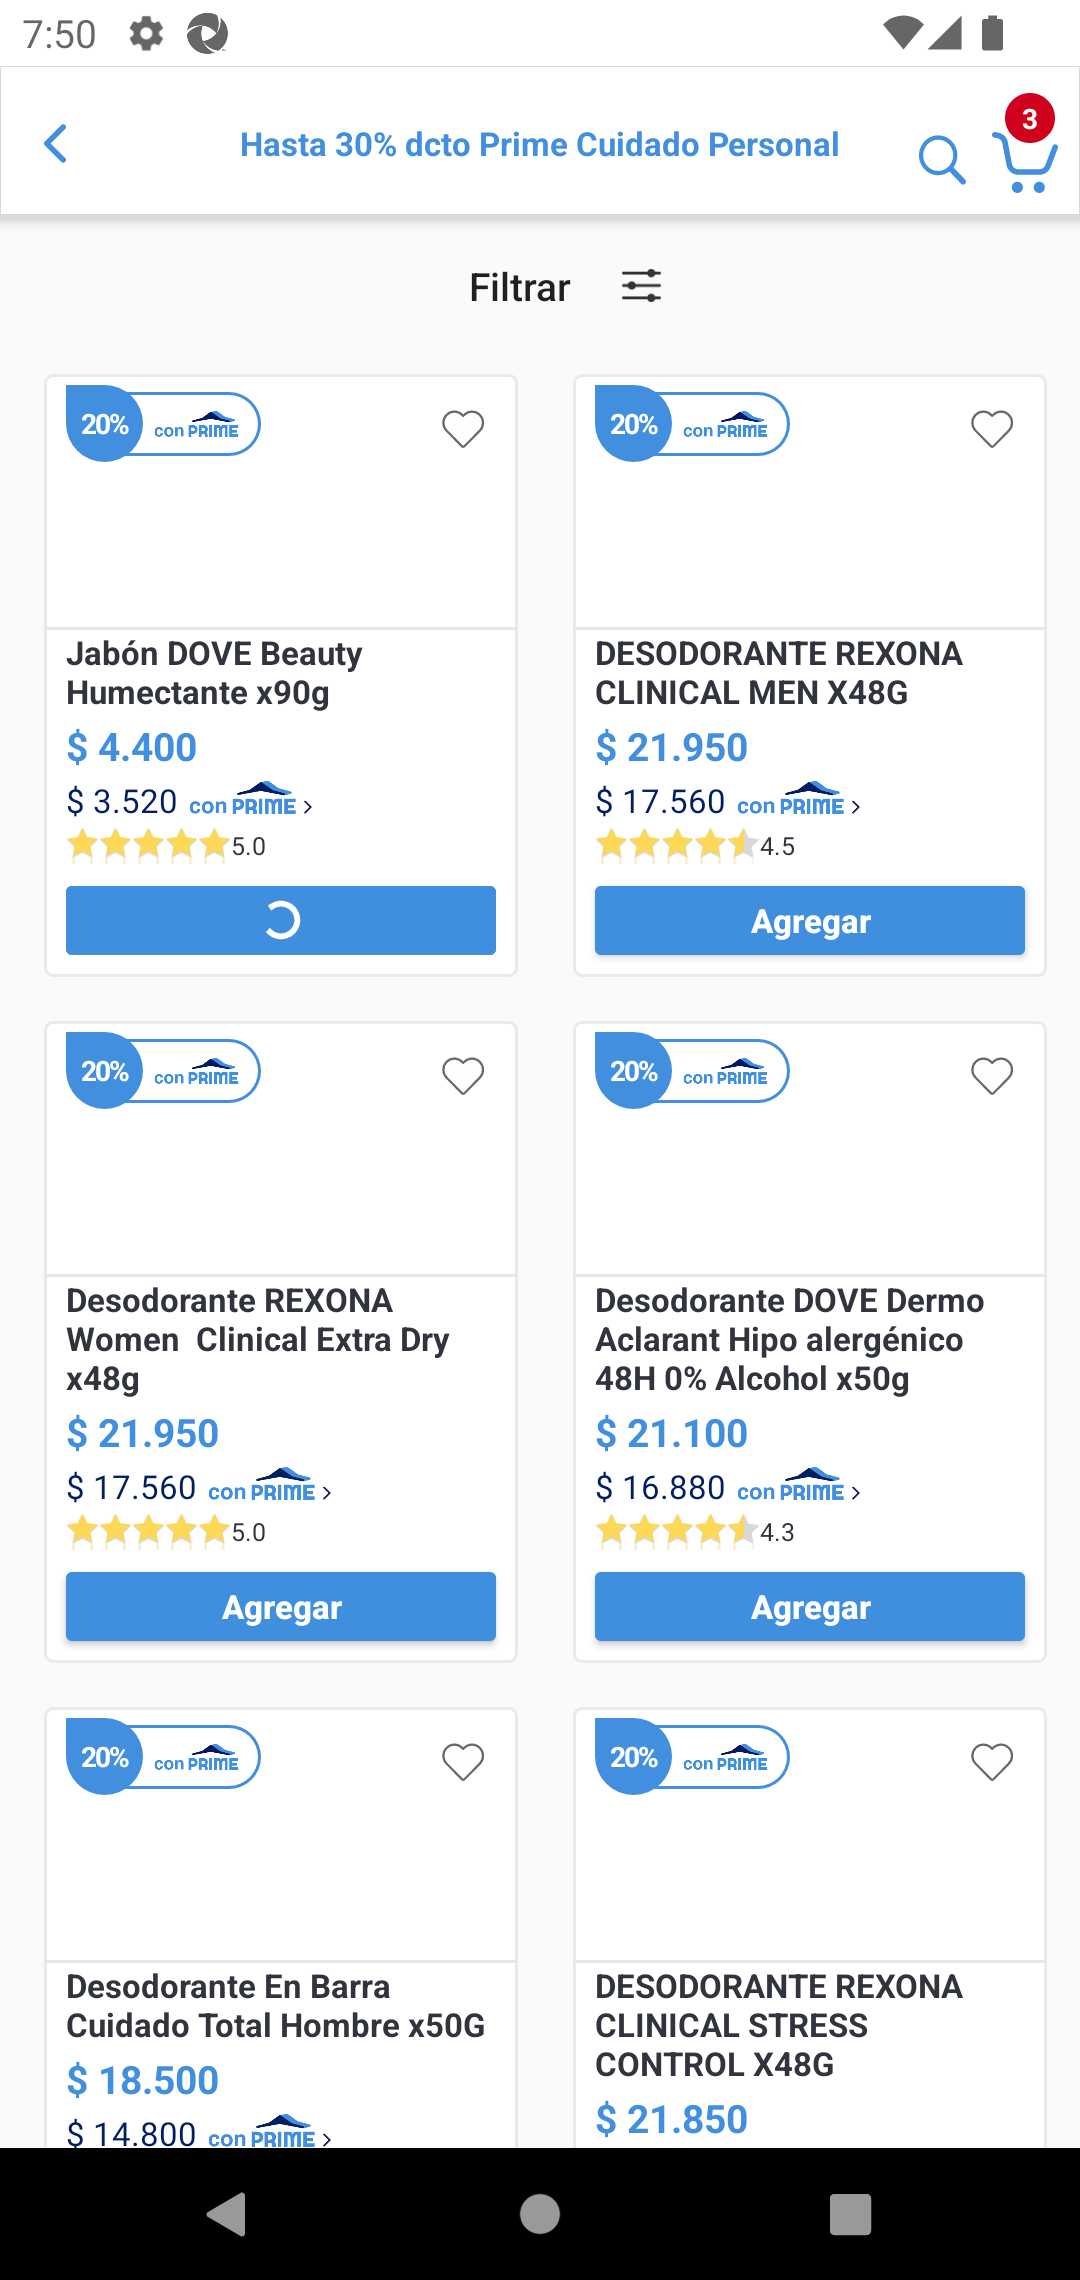 7:50
Hasta 30% dcto Prime Cuidado Personal
3
Filtrar
20% con PRIME
20% con PRIME
Jabón DOVE Beauty
Humectante x90g
$ 4.400
$ 3.520 con PRIME >
5.0
DESODORANTE REXONA
CLINICAL MEN X48G
$ 21.950
$ 17.560 con PRIME >
4.5
Agregar
20% con PRIME
20% con PRIME
Desodorante REXONA
Women  Clinical Extra Dry
x48g
$ 21.950
$ 17.560 con PRIME >
5.0
Agregar
Desodorante DOVE Dermo
Aclarant Hipo alergénico
48H 0% Alcohol x50g
$ 21.100
$ 16.880 con PRIME >
4.3
Agregar
20% con PRIME
20% con PRIME
Desodorante En Barra
Cuidado Total Hombre x50G
$ 18.500
$ 14.800 con PRIME >
DESODORANTE REXONA
CLINICAL STRESS
CONTROL X48G
$ 21.850